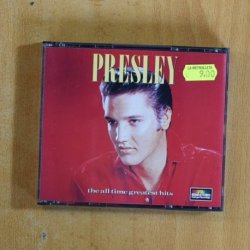 PRESLEY
LA METRALLETA
9,00
the all time greatest hits